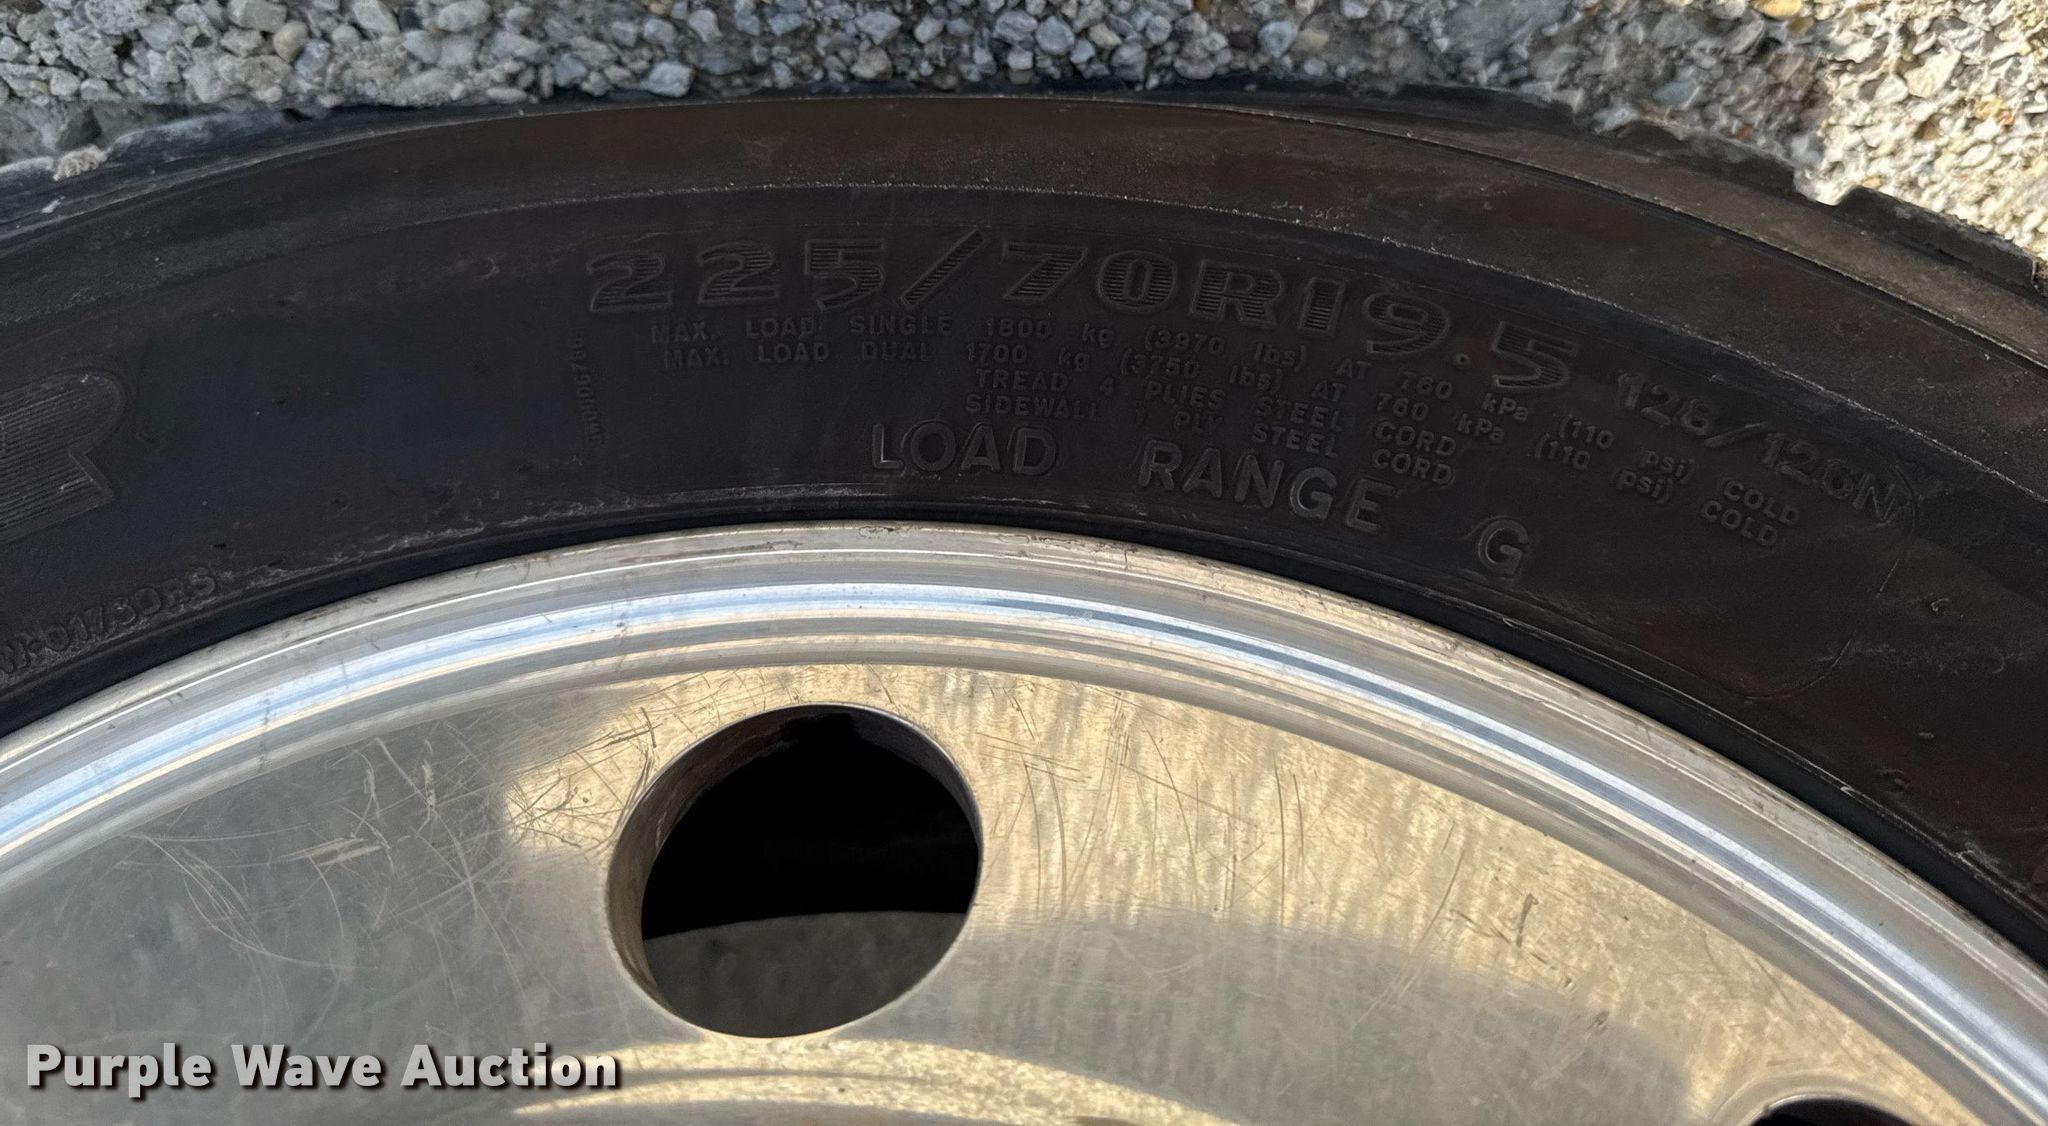 225/70R19.5 128/126N
MAX. LOAD SINGLE 1800 kg (3970 lbs) AT 760 kPa (110 psi) COLD
MAX. LOAD DUAL 1700 kg (3750 lbs) AT 760 kPa (110 psi) COLD
TREAD 4 PLIES STEEL CORD
SIDEWALL 1 PLY STEEL CORD
LOAD RANGE G
Purple Wave Auction